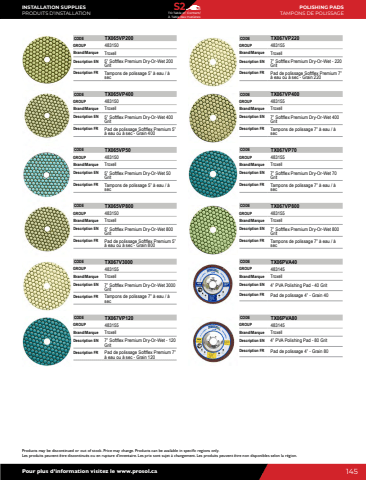 INSTALLATION SUPPLIES
PRODUITS D'INSTALLATION
S2
POLISHING PADS
TAMPONS DE POLISSAGE
CODE TX865VP200
GROUP 483150
Brand/Marque Troxell
Description EN 5" Softflex Premium Dry-Or-Wet 200
Grit
Description FR Tampons de polissage 5" à eau / à
sec
CODE TX865VP400
GROUP 483150
Brand/Marque Troxell
Description EN 5" Softflex Premium Dry-Or-Wet 400
Grit
Description FR Pad de polissage Softflex Premium 5"
à eau ou à sec - Grain 400
CODE TX865VP50
GROUP 483150
Brand/Marque Troxell
Description EN 5" Softflex Premium Dry-Or-Wet 50
Grit
Description FR Tampons de polissage 5" à eau / à
sec
CODE TX865VP800
GROUP 483150
Brand/Marque Troxell
Description EN 5" Softflex Premium Dry-Or-Wet 800
Grit
Description FR Pad de polissage Softflex Premium 5"
à eau ou à sec - Grain 800
CODE TX867V3000
GROUP 483155
Brand/Marque Troxell
Description EN 7" Softflex Premium Dry-Or-Wet 3000
Grit
Description FR Tampons de polissage 7" à eau / à
sec
CODE TX867VP120
GROUP 483155
Brand/Marque Troxell
Description EN 7" Softflex Premium Dry-Or-Wet - 120
Grit
Description FR Pad de polissage Softflex Premium 7"
à eau ou à sec - Grain 120
CODE TX867VP220
GROUP 483155
Brand/Marque Troxell
Description EN 7" Softflex Premium Dry-Or-Wet - 220
Grit
Description FR Pad de polissage Softflex Premium 7"
à eau ou à sec - Grain 220
CODE TX867VP400
GROUP 483155
Brand/Marque Troxell
Description EN 7" Softflex Premium Dry-Or-Wet 400
Grit
Description FR Tampons de polissage 7" à eau / à
sec
CODE TX867VP70
GROUP 483155
Brand/Marque Troxell
Description EN 7" Softflex Premium Dry-Or-Wet 70
Grit
Description FR Tampons de polissage 7" à eau / à
sec
CODE TX867VP800
GROUP 483155
Brand/Marque Troxell
Description EN 7" Softflex Premium Dry-Or-Wet 800
Grit
Description FR Tampons de polissage 7" à eau / à
sec
CODE TX86PVA40
GROUP 483145
Brand/Marque Troxell
Description EN 4" PVA Polishing Pad - 40 Grit
Description FR Pad de polissage 4" - Grain 40
CODE TX86PVA80
GROUP 483145
Brand/Marque Troxell
Description EN 4" PVA Polishing Pad - 80 Grit
Description FR Pad de polissage 4" - Grain 80
Products may be discontinued or out of stock. Price may change. Products can be available in specific regions only.
Les produits peuvent être discontinués ou en rupture d'inventaire. Les prix sont sujet à changement. Les produits peuvent être non disponibles selon la région.
Pour plus d'information visitez le www.prosol.ca
145